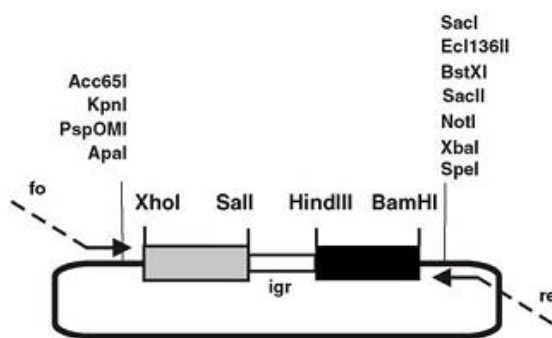 SacI
Ecl136II
BstXI
SacII
NotI
XbaI
SpeI
Acc65I
KpnI
PspOMI
ApaI
fo
XhoI
SalI
HindIII
BamHI
igr
re